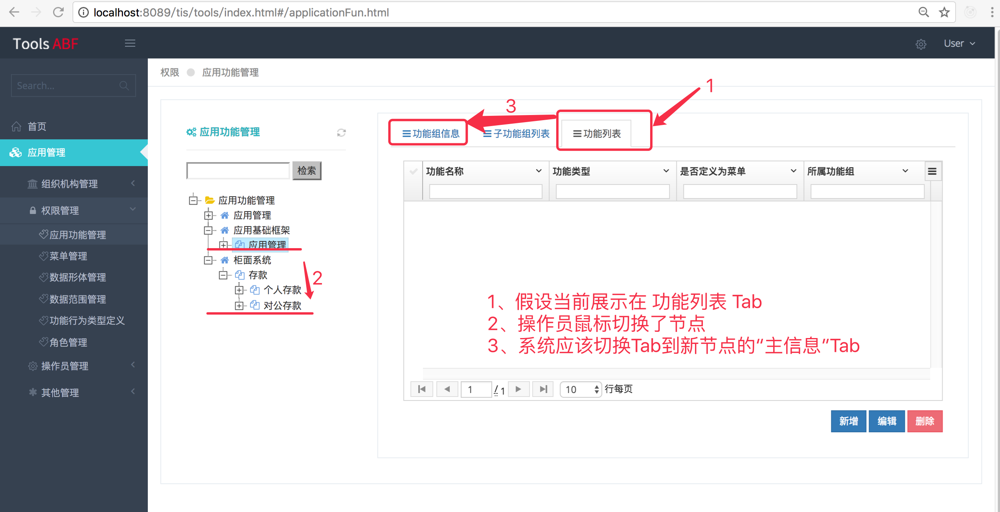 localhost:8089/tis/tools/index.html#/applicationFun.html
Tools ABF
User
Search...
首页
应用管理
组织机构管理
权限管理
应用功能管理
菜单管理
数据形体管理
数据范围管理
功能行为类型定义
角色管理
操作员管理
其他管理
权限 应用功能管理
应用功能管理
检索
应用功能管理
应用管理
应用基础框架
应用管理
柜面系统
存款
个人存款
对公存款
1
2
3
功能组信息 子功能组列表 功能列表
功能名称 功能类型 是否定义为菜单 所属功能组
1、假设当前展示在 功能列表 Tab
2、操作员鼠标切换了节点
3、系统应该切换Tab到新节点的“主信息”Tab
1 / 1 10 行每页
新增 编辑 删除